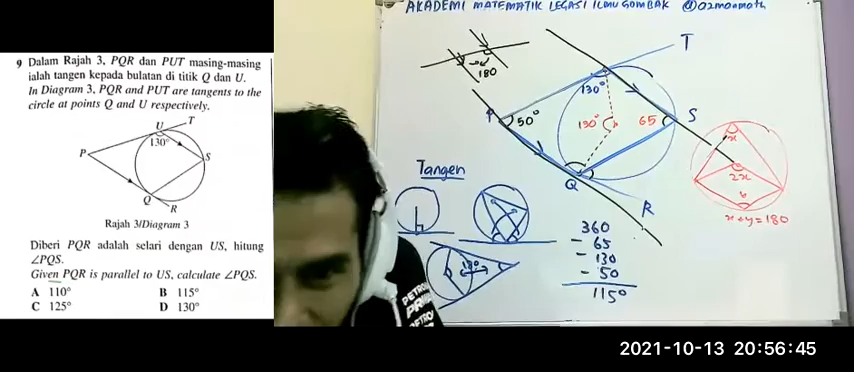 AKADEMI MATEMATIK LEGASI ILMU GOMBAK @azmanmath
9 Dalam Rajah 3, PQR dan PUT masing-masing
ialah tangen kepada bulatan di titik Q dan U.
In Diagram 3, PQR and PUT are tangents to the
circle at points Q and U respectively.
U
T
130°
P
S
Q
R
Rajah 3/Diagram 3
Diberi PQR adalah selari dengan US, hitung
∠PQS.
Given PQR is parallel to US, calculate ∠PQS.
A 110° B 115°
C 125° D 130°
180
T
130°
P 50°
130°
65
S
Q
R
x
2x
y
x+y=180
Tangen
180
360
- 65
- 130
- 50
115°
PETRON
2021-10-13 20:56:45